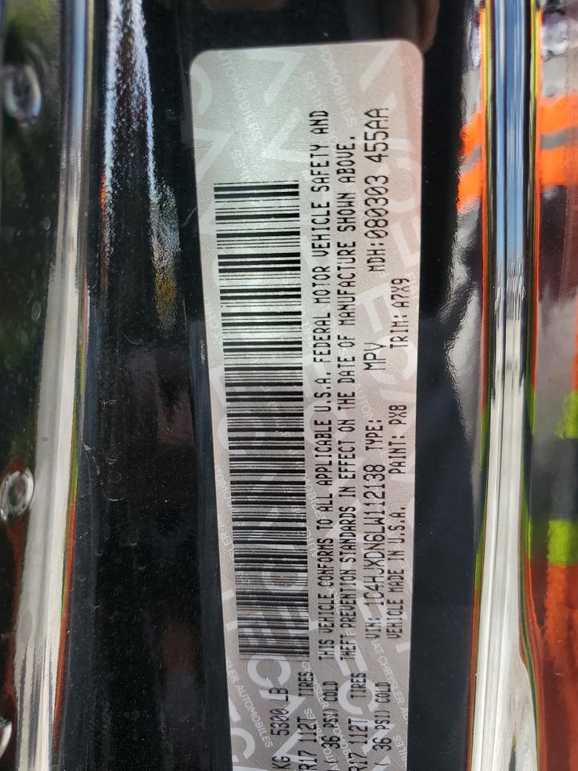 THIS VEHICLE CONFORMS TO ALL APPLICABLE U.S.A. FEDERAL MOTOR VEHICLE SAFETY AND
THEFT PREVENTION STANDARDS IN EFFECT ON THE DATE OF MANUFACTURE SHOWN ABOVE.
VIN: 1C4HJXDN6LW112138 TYPE: MPV MDH:080303 455AA
VEHICLE MADE IN U.S.A. PAINT: PX8 TRIM:A7X9
KG 5300 LB
R17 112T TIRES
36 PSI COLD
R17 112T TIRES
36 PSI COLD